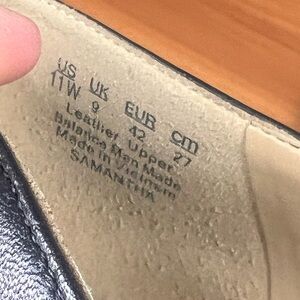 US UK EUR cm
11W 9 42 27
Leather Upper
Balance Man Made
Made in Vietnam
SAMANTHA